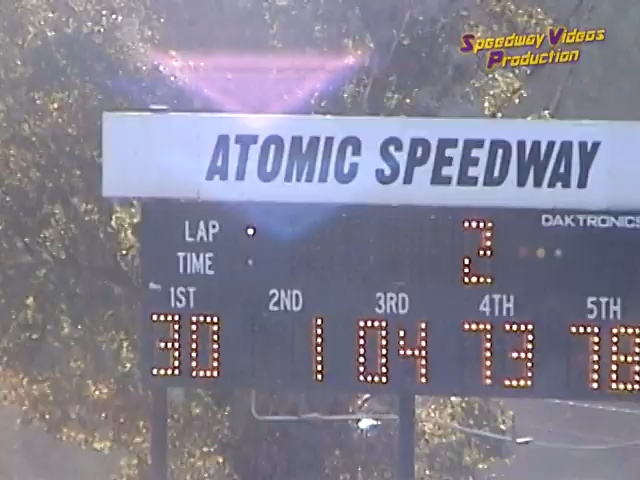 Speedway Videos
Production
ATOMIC SPEEDWAY
DAKTRONICS
LAP
2
TIME
1ST 2ND 3RD 4TH 5TH
30 1 04 73 78